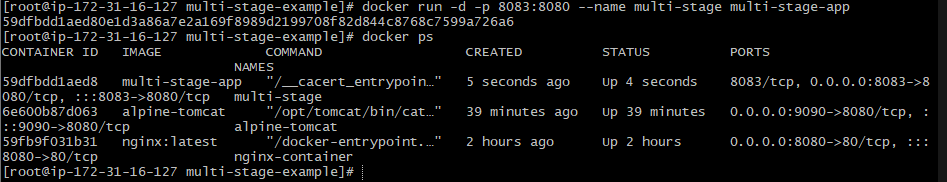 [root@ip-172-31-16-127 multi-stage-example]# docker run -d -p 8083:8080 --name multi-stage multi-stage-app
59dfbdd1aed80e1d3a86a7e2a169f8989d2199708f82d844c8768c7599a726a6
[root@ip-172-31-16-127 multi-stage-example]# docker ps
CONTAINER ID   IMAGE             COMMAND                  CREATED          STATUS          PORTS
                   NAMES
59dfbdd1aed8   multi-stage-app   "/__cacert_entrypoin…"   5 seconds ago    Up 4 seconds    8083/tcp, 0.0.0.0:8083->8
080/tcp, :::8083->8080/tcp   multi-stage
6e600b87d063   alpine-tomcat     "/opt/tomcat/bin/cat…"   39 minutes ago   Up 39 minutes   0.0.0.0:9090->8080/tcp, :
::9090->8080/tcp             alpine-tomcat
59fb9f031b31   nginx:latest      "/docker-entrypoint.…"   2 hours ago      Up 2 hours      0.0.0.0:8080->80/tcp, :::
8080->80/tcp                 nginx-container
[root@ip-172-31-16-127 multi-stage-example]#